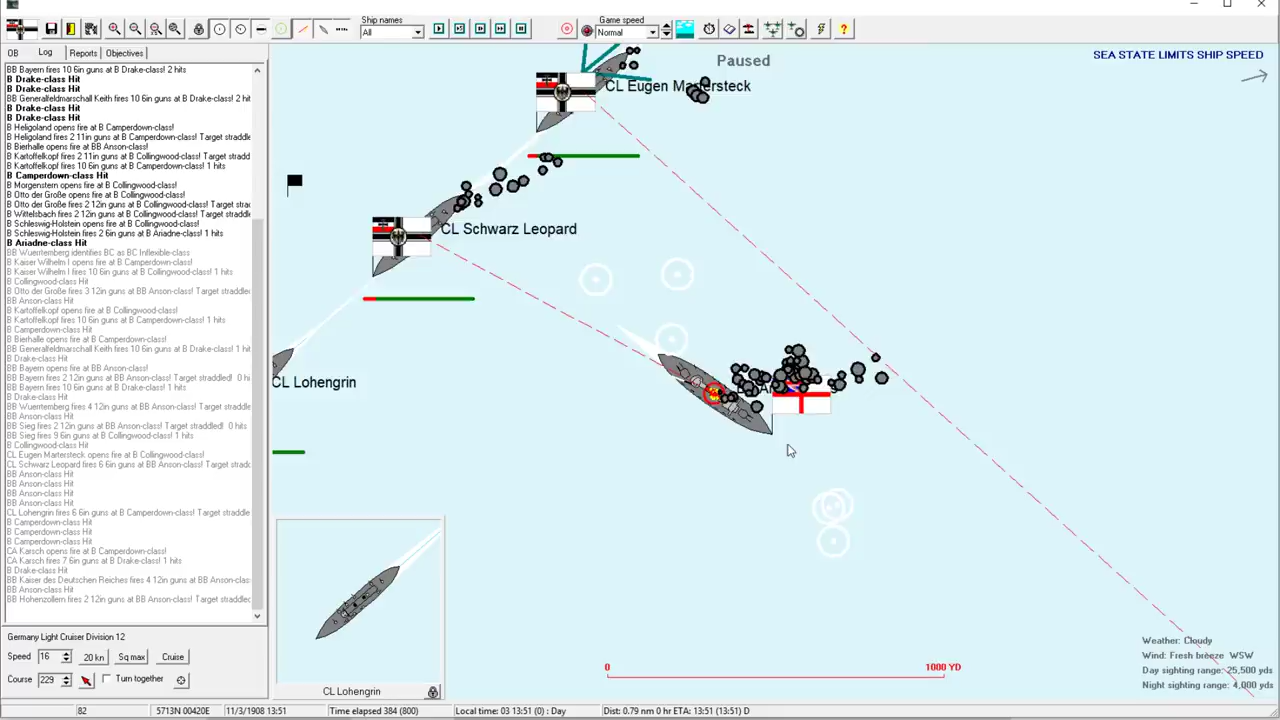 Ship names
All
Game speed
Normal
OB Log Reports Objectives
BB Bayern fires 10 6in guns at B Drake-class! 2 hits
B Drake-class Hit
B Drake-class Hit
BB Generalfeldmarschall Keith fires 10 6in guns at B Drake-class! 2 hit
B Drake-class Hit
B Drake-class Hit
B Heligoland opens fire at B Camperdown-class!
B Heligoland fires 2 11in guns at B Camperdown-class! Target straddl
B Bierhalle opens fire at BB Anson-class!
B Kartoffelkopf fires 2 11in guns at B Collingwood-class! Target stradd
B Kartoffelkopf fires 10 6in guns at B Camperdown-class! 1 hits
B Camperdown-class Hit
B Morgenstern opens fire at B Collingwood-class!
B Otto der Große opens fire at B Collingwood-class!
B Otto der Große fires 2 12in guns at B Collingwood-class! Target strad
B Wittelsbach fires 2 12in guns at B Collingwood-class! Target straddle
B Schleswig-Holstein opens fire at B Collingwood-class!
B Schleswig-Holstein fires 2 6in guns at B Ariadne-class! 1 hits
B Ariadne-class Hit
BB Wuertemberg identifies BC as BC Inflexible-class
B Kaiser Wilhelm I opens fire at B Camperdown-class!
B Kaiser Wilhelm I fires 10 6in guns at B Collingwood-class! 1 hits
B Collingwood-class Hit
B Otto der Große fires 3 12in guns at BB Anson-class! Target straddled
BB Anson-class Hit
B Kartoffelkopf opens fire at B Collingwood-class!
B Kartoffelkopf fires 10 6in guns at B Camperdown-class! 1 hits
B Camperdown-class Hit
B Bierhalle opens fire at B Camperdown-class!
BB Generalfeldmarschall Keith fires 10 6in guns at B Drake-class! 1 hit
B Drake-class Hit
BB Bayern opens fire at BB Anson-class!
BB Bayern fires 2 12in guns at BB Anson-class! Target straddled! 0 hi
BB Bayern fires 10 6in guns at B Drake-class! 1 hits
B Drake-class Hit
BB Wuertemberg fires 4 12in guns at BB Anson-class! Target straddle
BB Anson-class Hit
BB Sieg fires 2 12in guns at BB Anson-class! Target straddled! 0 hits
BB Sieg fires 9 6in guns at B Collingwood-class! 1 hits
B Collingwood-class Hit
CL Eugen Martersteck opens fire at BB Anson-class!
CL Schwarz Leopard fires 6 6in guns at BB Anson-class! Target stradd
BB Anson-class Hit
BB Anson-class Hit
BB Anson-class Hit
BB Anson-class Hit
CL Lohengrin fires 6 6in guns at B Camperdown-class! Target straddle
B Camperdown-class Hit
B Camperdown-class Hit
B Camperdown-class Hit
CA Karsch opens fire at B Camperdown-class!
CA Karsch fires 7 6in guns at B Drake-class! 1 hits
B Drake-class Hit
BB Kaiser des Deutschen Reiches fires 4 12in guns at BB Anson-clas
BB Anson-class Hit
BB Hohenzollern fires 2 12in guns at BB Anson-class! Target straddle
Germany Light Cruiser Division 12
Speed 16 20 kn Sq max Cruise
Course 229 Turn together
Paused
SEA STATE LIMITS SHIP SPEED
CL Eugen Martersteck
CL Schwarz Leopard
CL Lohengrin
CL Lohengrin
0 1000 YD
Weather: Cloudy
Wind: Fresh breeze WSW
Day sighting range: 25,500 yds
Night sighting range: 4,000 yds
82 5713N 00420E 11/3/1908 13:51 Time elapsed 384 (800) Local time: 03 13:51 (0) : Day Dist: 0.79 nm 0 hr ETA: 13:51 (13:51) D